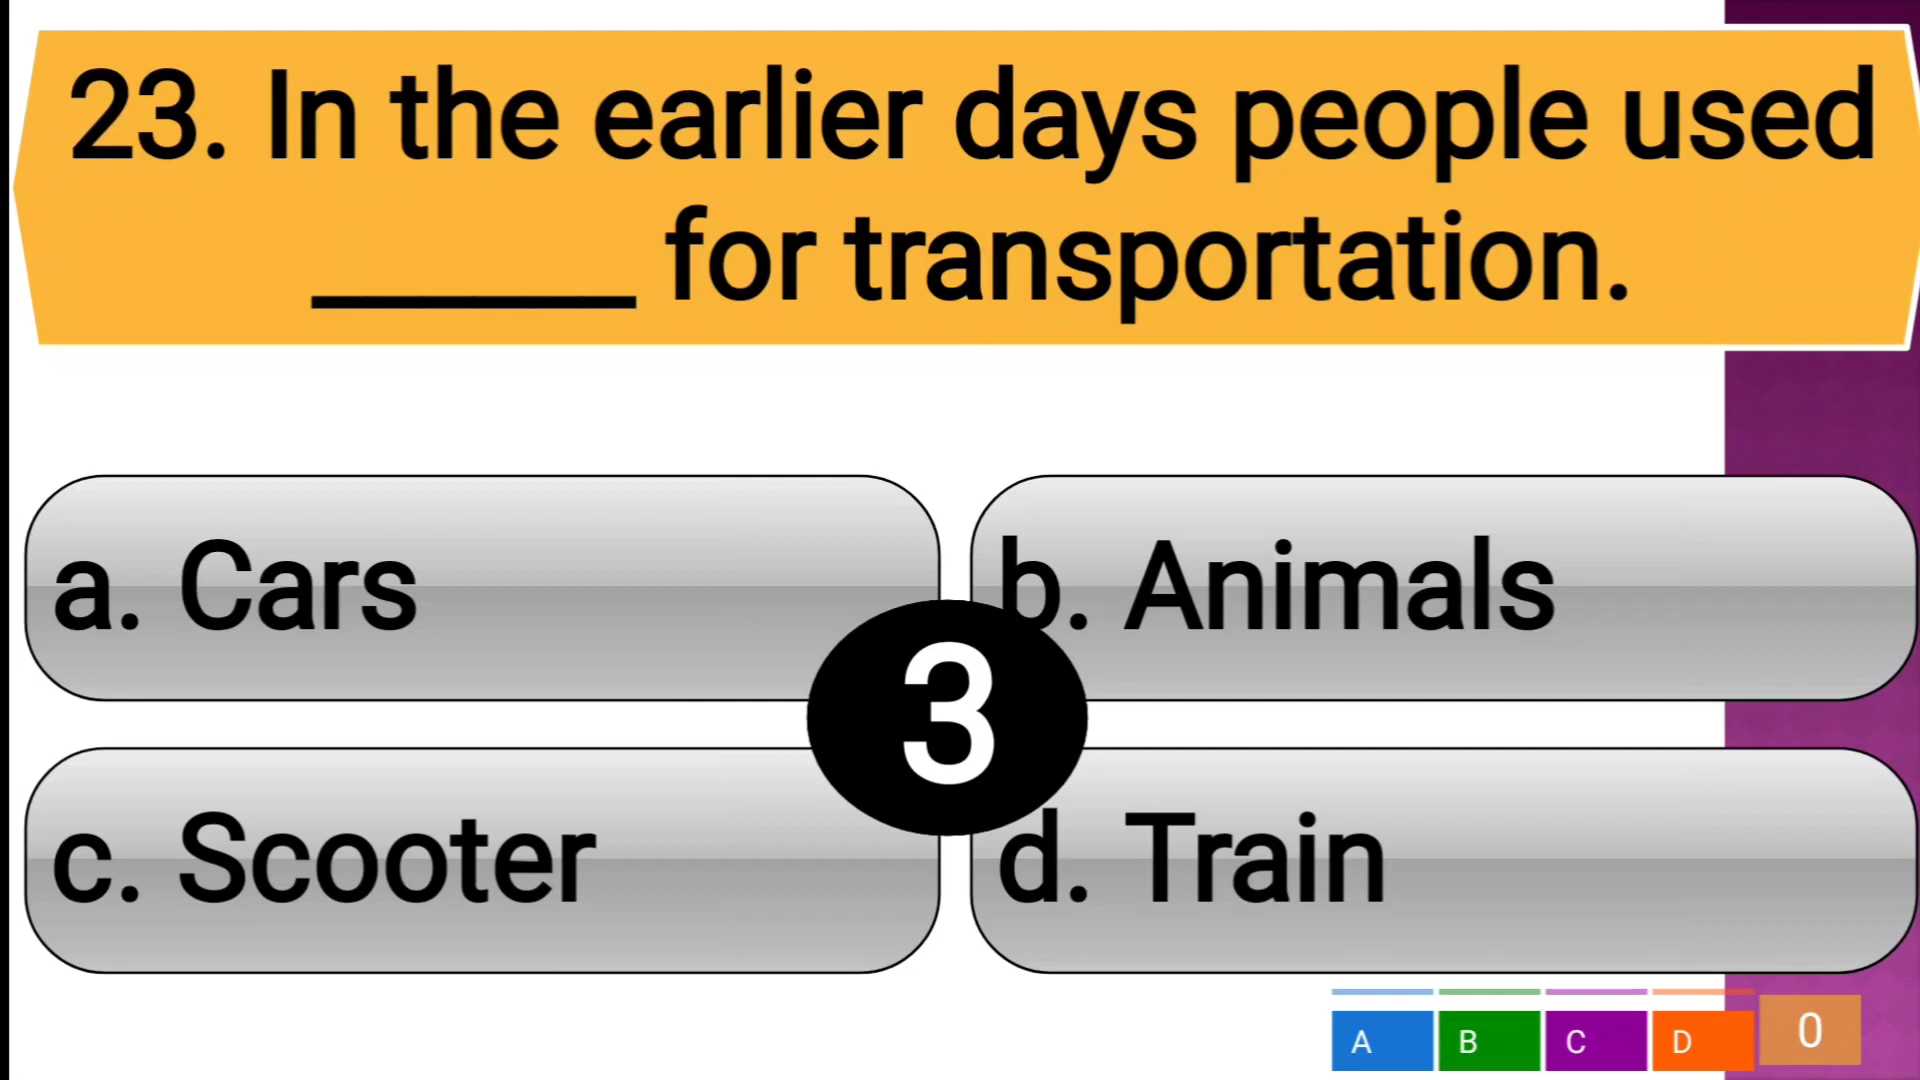 23. In the earlier days people used
______ for transportation.
a. Cars
b. Animals
3
c. Scooter
d. Train
A B C D 0